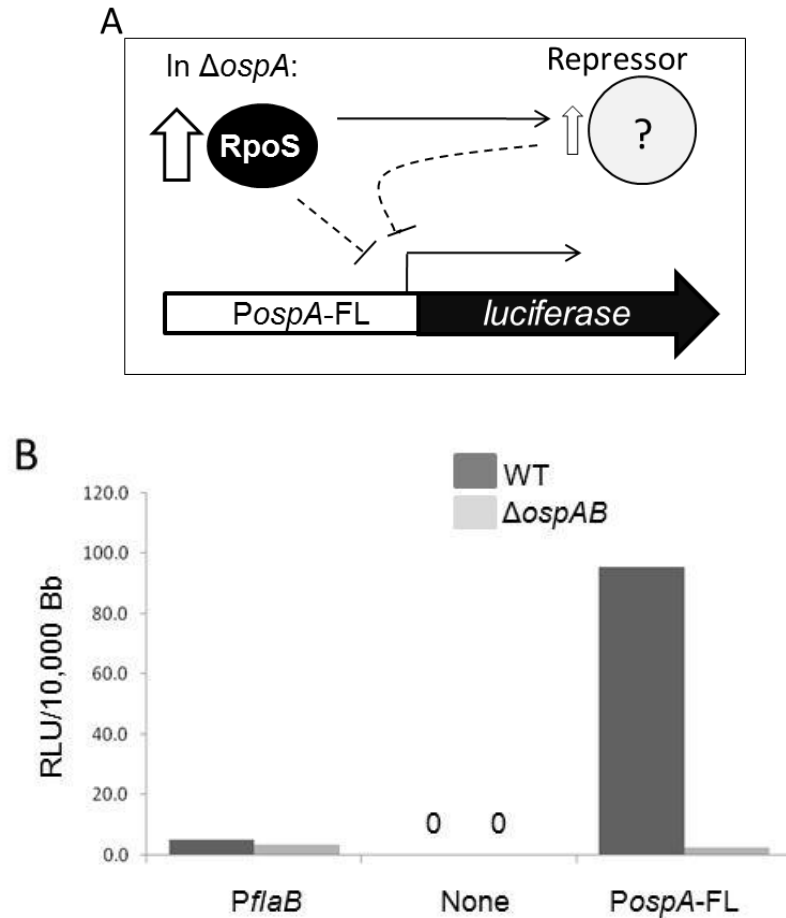 A
In ΔospA:
Repressor
RpoS
?
PospA-FL
luciferase
B
WT
ΔospAB
120.0
100.0
80.0
60.0
40.0
20.0
0.0
RLU/10,000 Bb
0 0
PflaB None PospA-FL